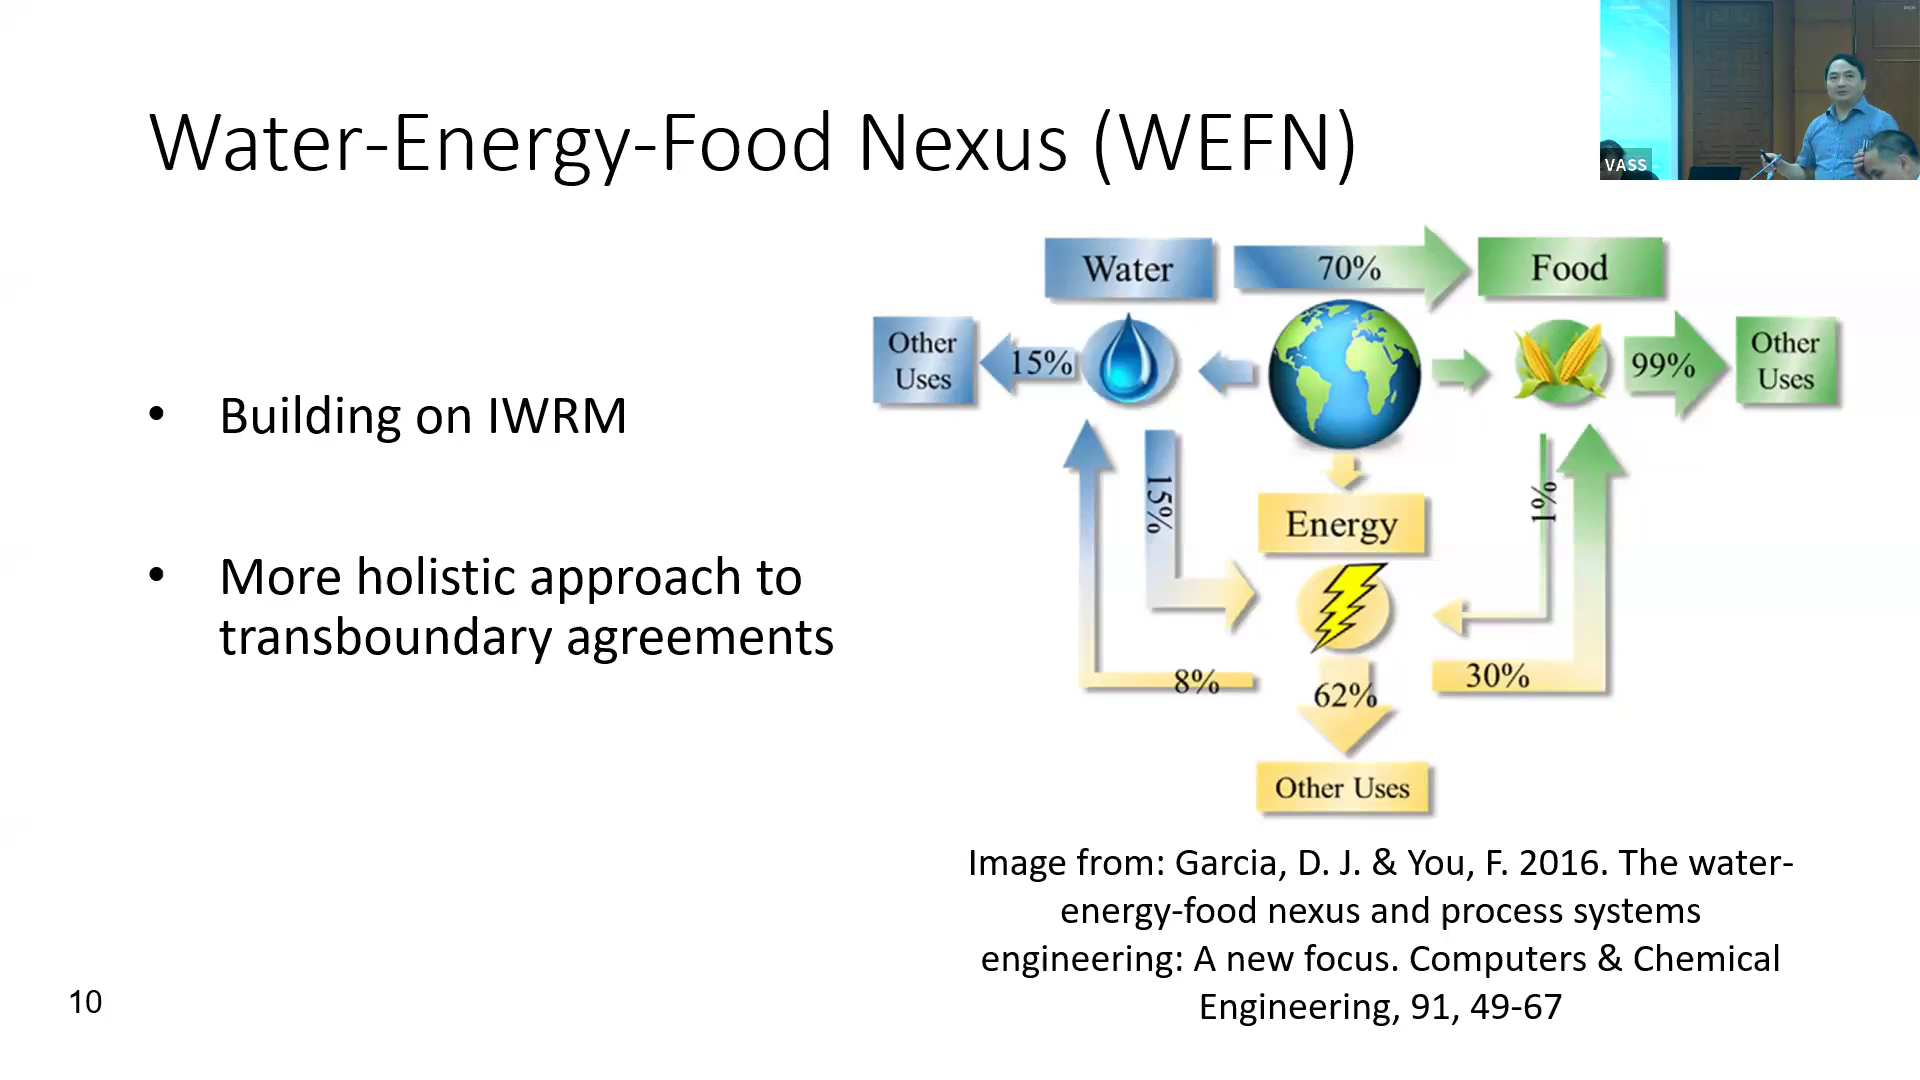 Water-Energy-Food Nexus (WEFN)
VASS
• Building on IWRM
• More holistic approach to
transboundary agreements
Water
70%
Food
Other
Uses
15%
99%
Other
Uses
15%
1%
Energy
8%
62%
30%
Other Uses
Image from: Garcia, D. J. & You, F. 2016. The water-
energy-food nexus and process systems
engineering: A new focus. Computers & Chemical
Engineering, 91, 49-67
10